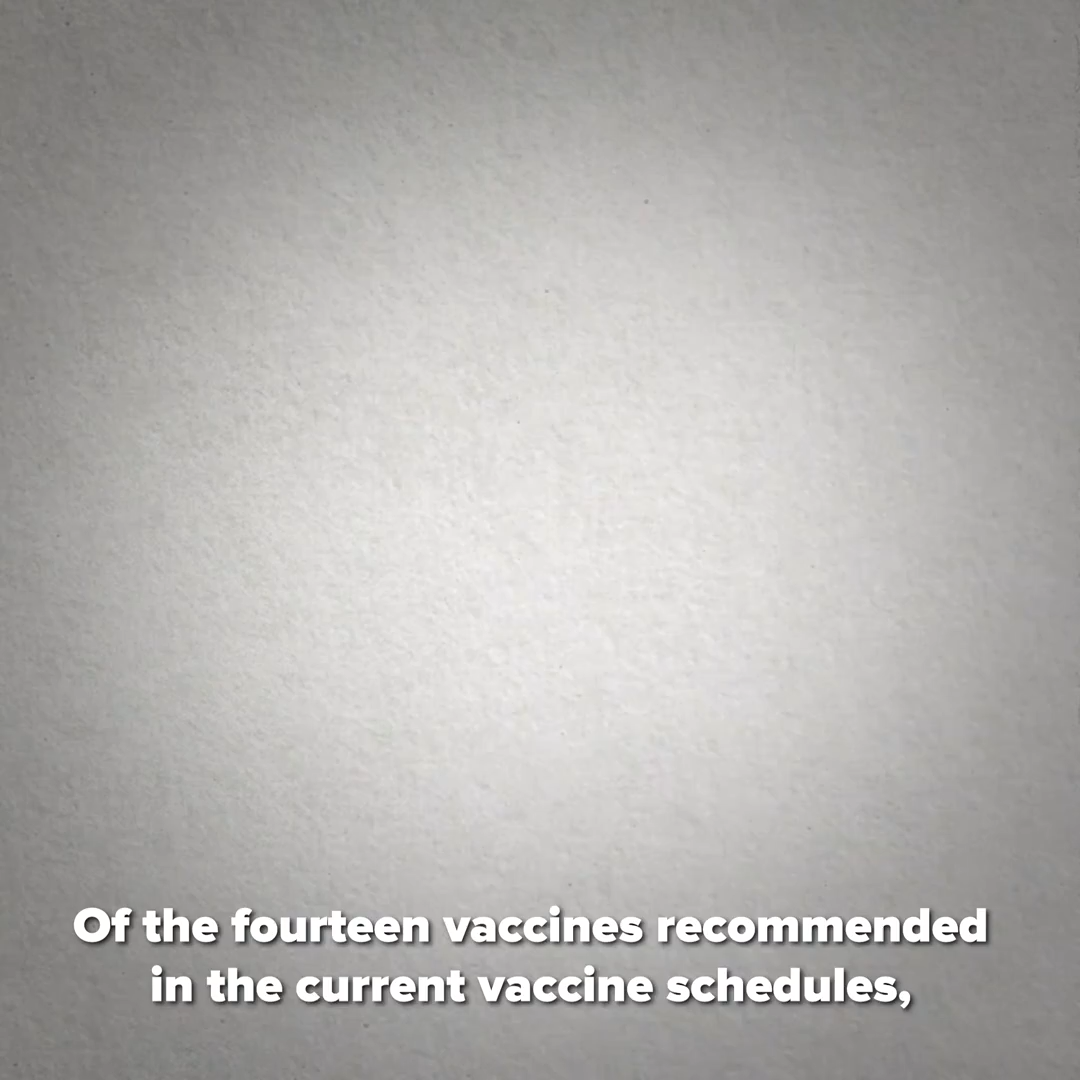 Of the fourteen vaccines recommended
in the current vaccine schedules,